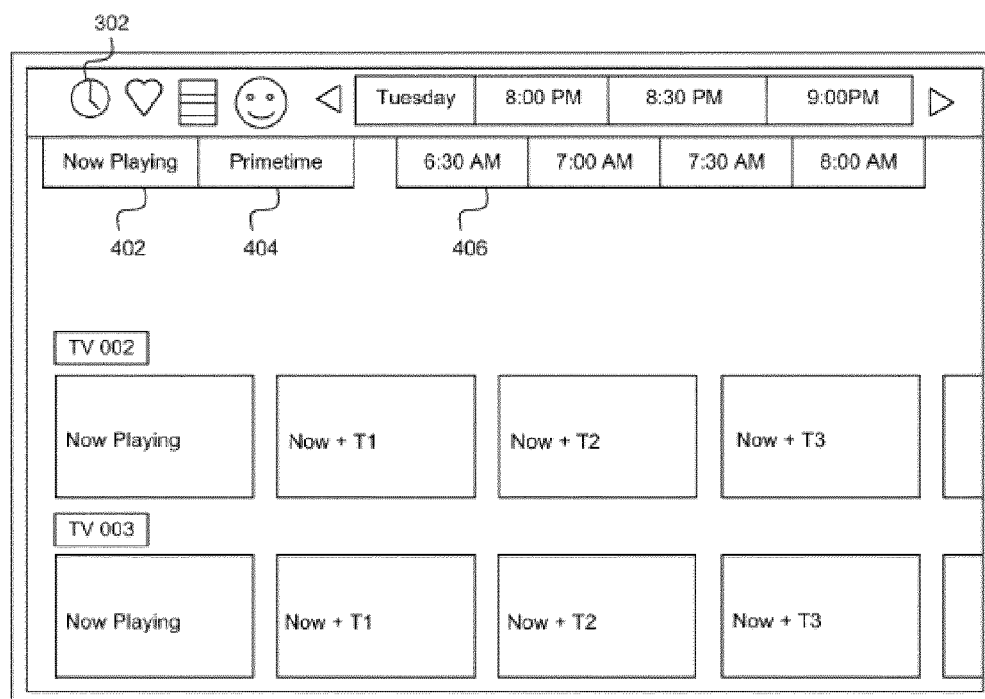 302
Tuesday 8:00 PM 8:30 PM 9:00PM
Now Playing Primetime 6:30 AM 7:00 AM 7:30 AM 8:00 AM
402 404 406
TV 002
Now Playing Now + T1 Now + T2 Now + T3
TV 003
Now Playing Now + T1 Now + T2 Now + T3